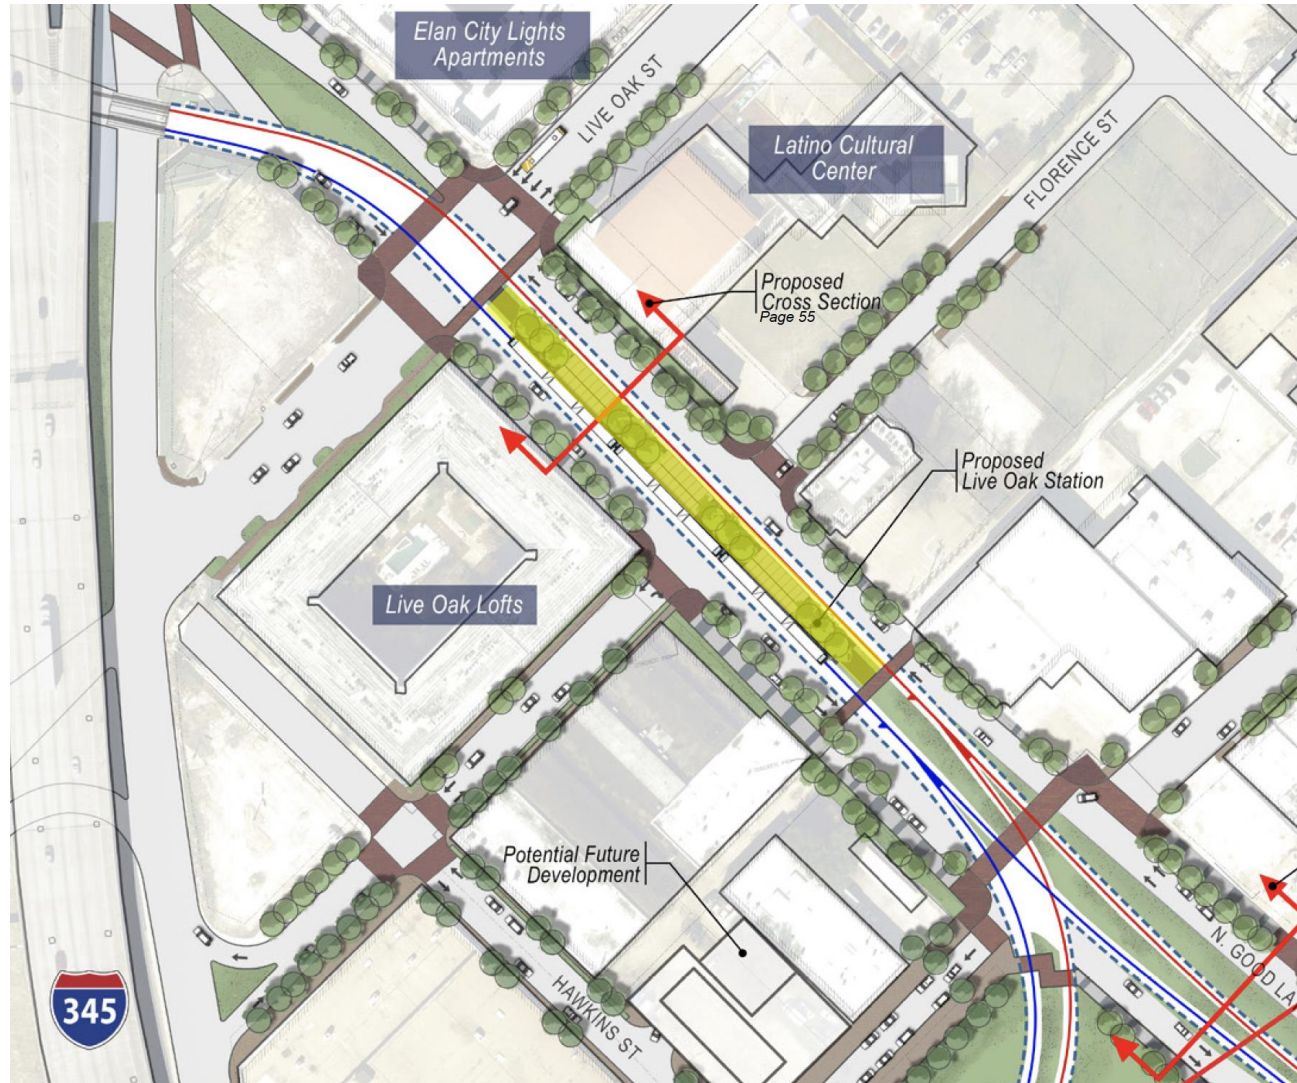 Elan City Lights
Apartments
LIVE OAK ST
Latino Cultural
Center
FLORENCE ST
Proposed
Cross Section
Page 55
Proposed
Live Oak Station
Live Oak Lofts
Potential Future
Development
HAWKINS ST
N. GOOD LA
345